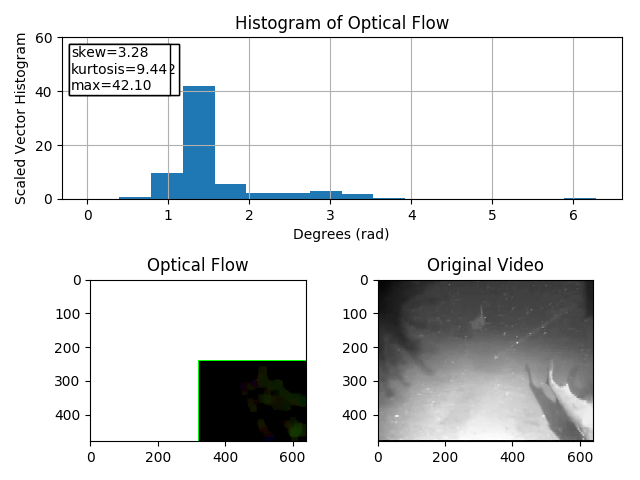 Histogram of Optical Flow
Scaled Vector Histogram
60
40
20
0
skew=3.28
kurtosis=9.442
max=42.10
0 1 2 3 4 5 6
Degrees (rad)
Optical Flow
0
100
200
300
400
0 200 400 600
Original Video
0
100
200
300
400
0 200 400 600